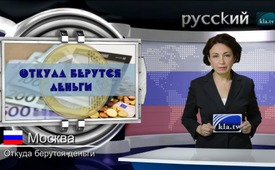 русский
kla.tv
ОТКУДА БЕРУТСЯ
ДЕНЬГИ
kla.tv
Москва
Откуда берутся деньги